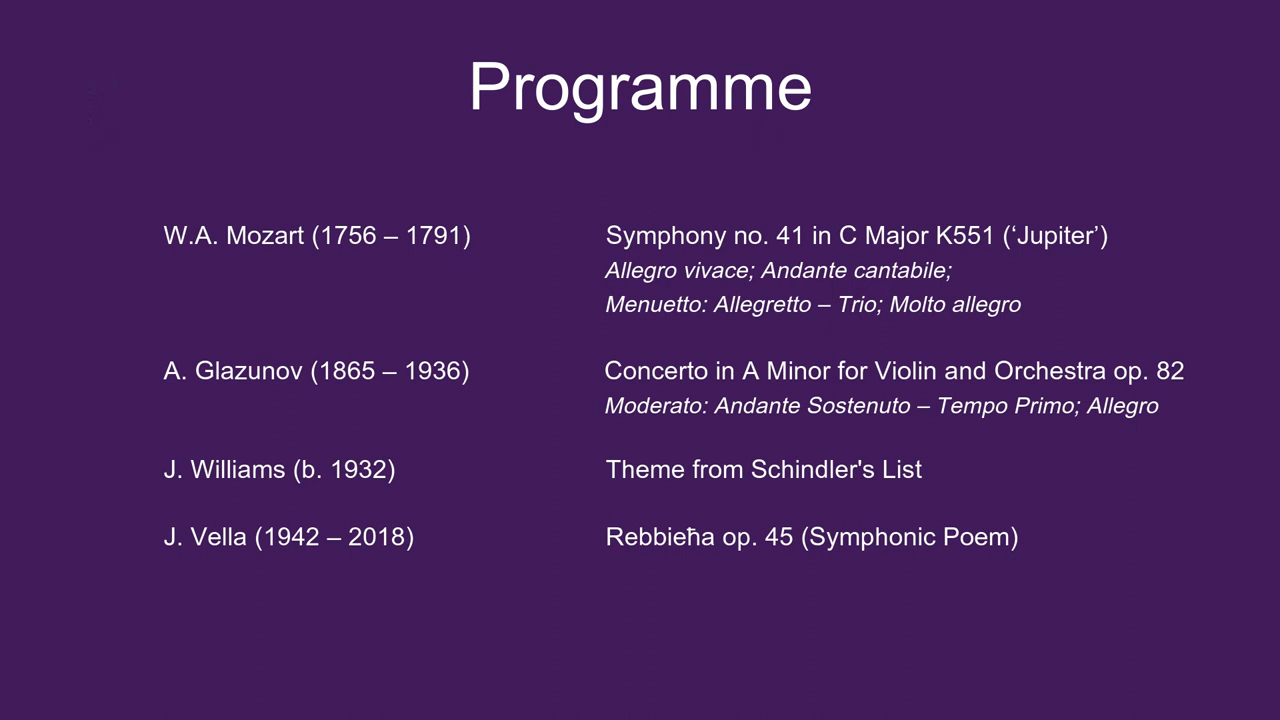 Programme
W.A. Mozart (1756 – 1791)
Symphony no. 41 in C Major K551 (‘Jupiter’)
Allegro vivace; Andante cantabile;
Menuetto: Allegretto – Trio; Molto allegro
A. Glazunov (1865 – 1936)
Concerto in A Minor for Violin and Orchestra op. 82
Moderato: Andante Sostenuto – Tempo Primo; Allegro
J. Williams (b. 1932)
Theme from Schindler's List
J. Vella (1942 – 2018)
Rebbieħa op. 45 (Symphonic Poem)